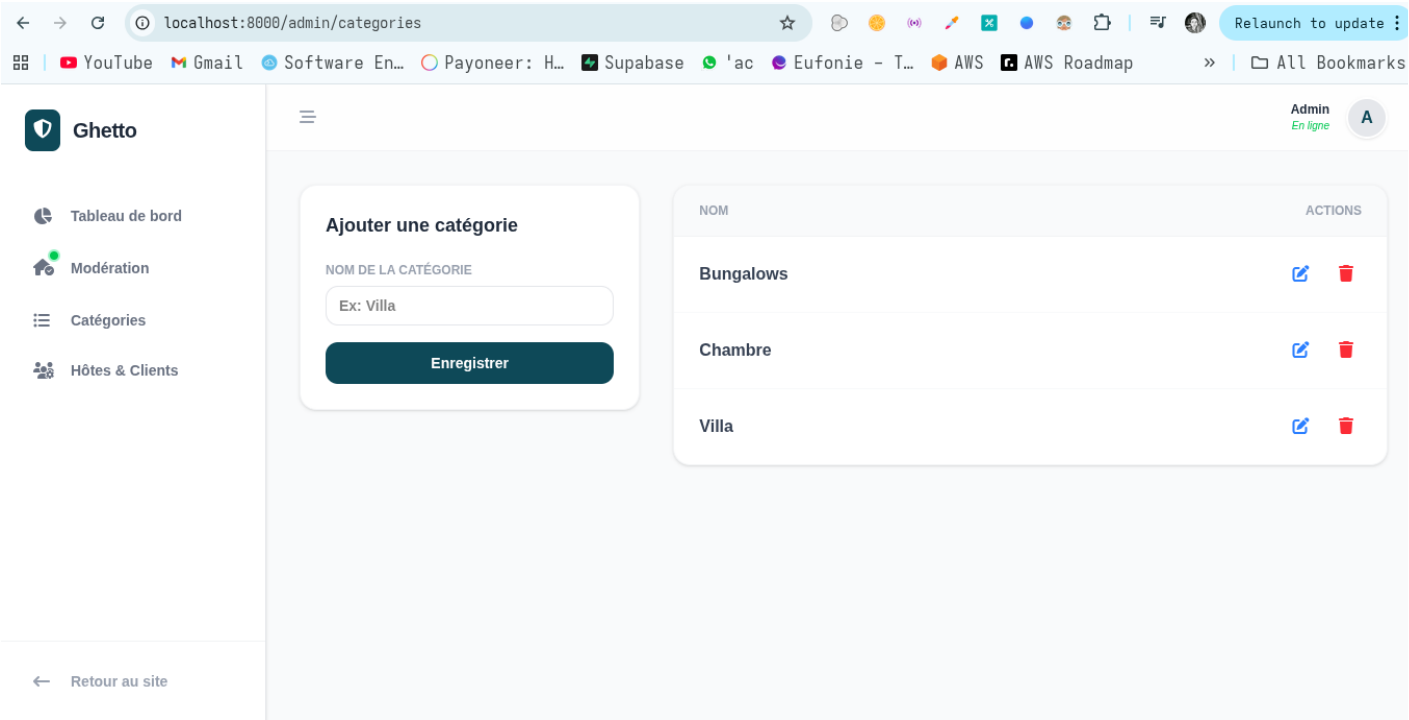 localhost:8000/admin/categories
Relaunch to update
YouTube
Gmail
Software En…
Payoneer: H…
Supabase
'ac
Eufonie – T…
AWS
AWS Roadmap
»
All Bookmarks
Ghetto
Admin
En ligne
A
Tableau de bord
Modération
Catégories
Hôtes & Clients
Retour au site
Ajouter une catégorie
NOM DE LA CATÉGORIE
Ex: Villa
Enregistrer
NOM
ACTIONS
Bungalows
Chambre
Villa